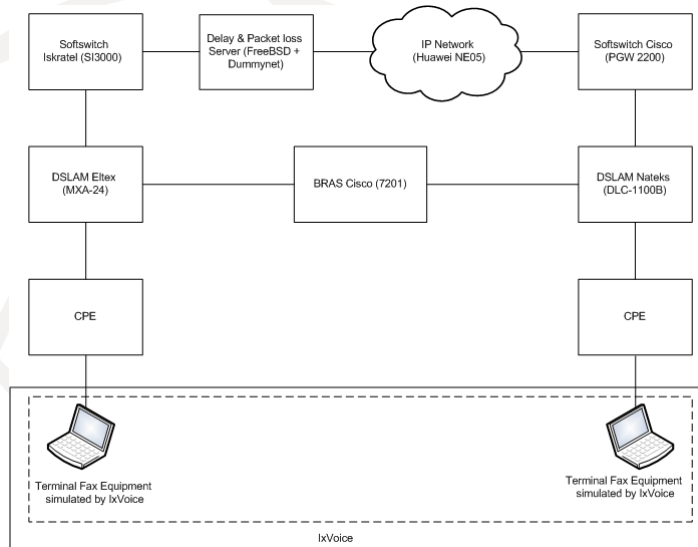 Softswitch
Iskratel (SI3000)
Delay & Packet loss
Server (FreeBSD +
Dummynet)
IP Network
(Huawei NE05)
Softswitch Cisco
(PGW 2200)
DSLAM Eltex
(MXA-24)
BRAS Cisco (7201)
DSLAM Nateks
(DLC-1100B)
CPE
CPE
Terminal Fax Equipment
simulated by IxVoice
Terminal Fax Equipment
simulated by IxVoice
IxVoice